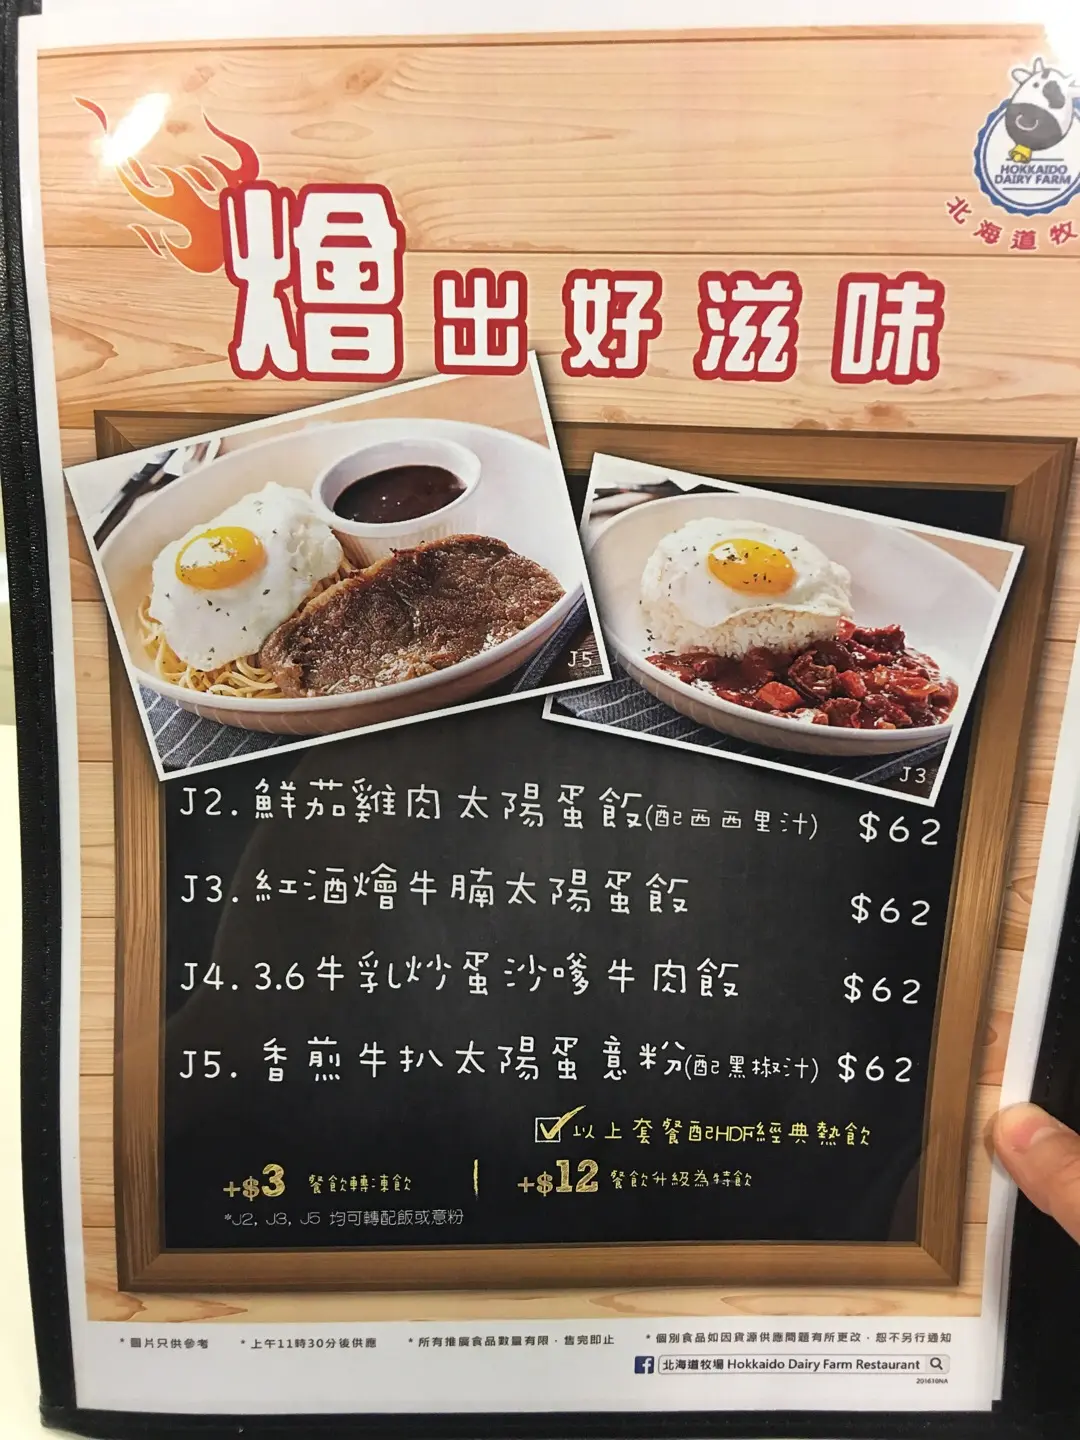 HOKKAIDO
DAIRY FARM
北海道牧
燴出好滋味
J5
J3
J2. 鮮茄雞肉太陽蛋飯(配西西里汁) $62
J3. 紅酒燴牛腩太陽蛋飯 $62
J4. 3.6牛乳炒蛋沙嗲牛肉飯 $62
J5. 香煎牛扒太陽蛋意粉(配黑椒汁) $62
以上套餐配HDF經典熱飲
+$3 餐飲轉凍飲 | +$12 餐飲升級為特飲
*J2, J3, J5 均可轉配飯或意粉
* 圖片只供參考 * 上午11時30分後供應 * 所有推廣食品數量有限﹐售完即止 * 個別食品如因貨源供應問題有所更改﹐恕不另行通知
f 北海道牧場 Hokkaido Dairy Farm Restaurant
201610NA